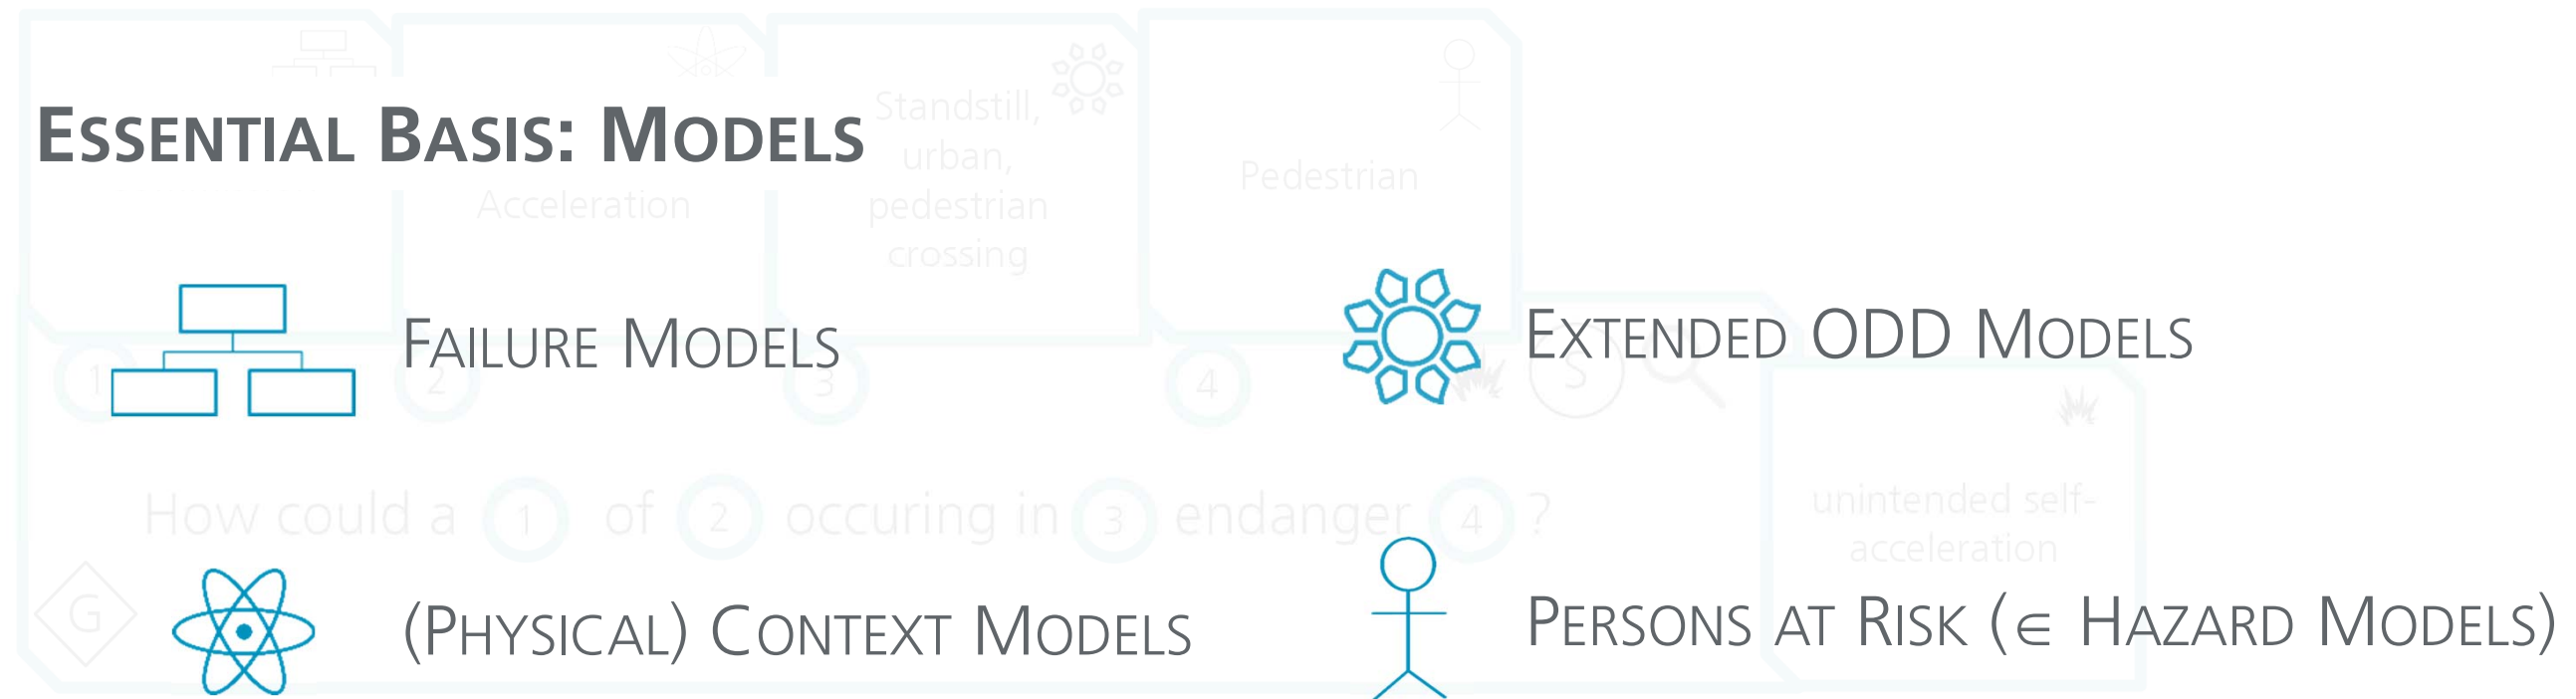 ESSENTIAL BASIS: MODELS
Acceleration
Standstill,
urban,
pedestrian
crossing
Pedestrian
FAILURE MODELS
EXTENDED ODD MODELS
1
2
3
4
S
How could a 1 of 2 occuring in 3 endanger 4 ?
unintended self-
acceleration
G
(PHYSICAL) CONTEXT MODELS
PERSONS AT RISK (∈ HAZARD MODELS)